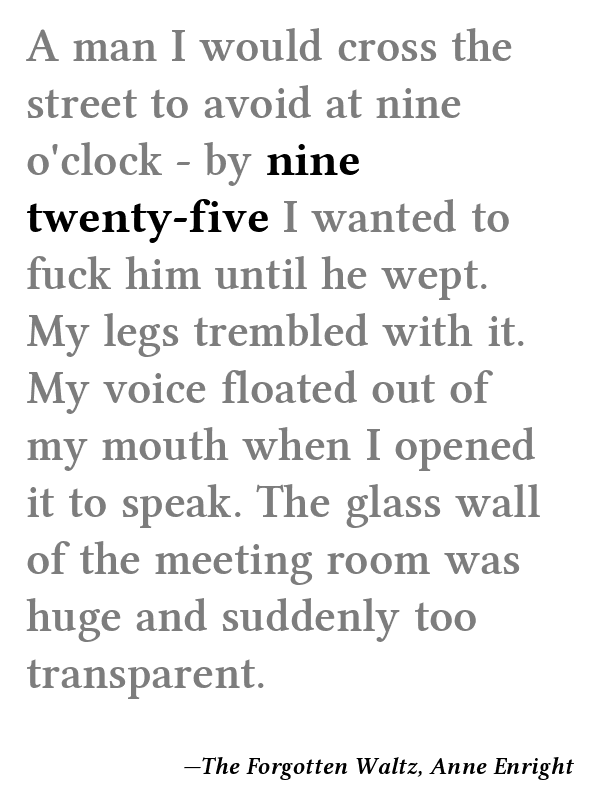 A man I would cross the
street to avoid at nine
o'clock - by nine
twenty-five I wanted to
fuck him until he wept.
My legs trembled with it.
My voice floated out of
my mouth when I opened
it to speak. The glass wall
of the meeting room was
huge and suddenly too
transparent.
—The Forgotten Waltz, Anne Enright